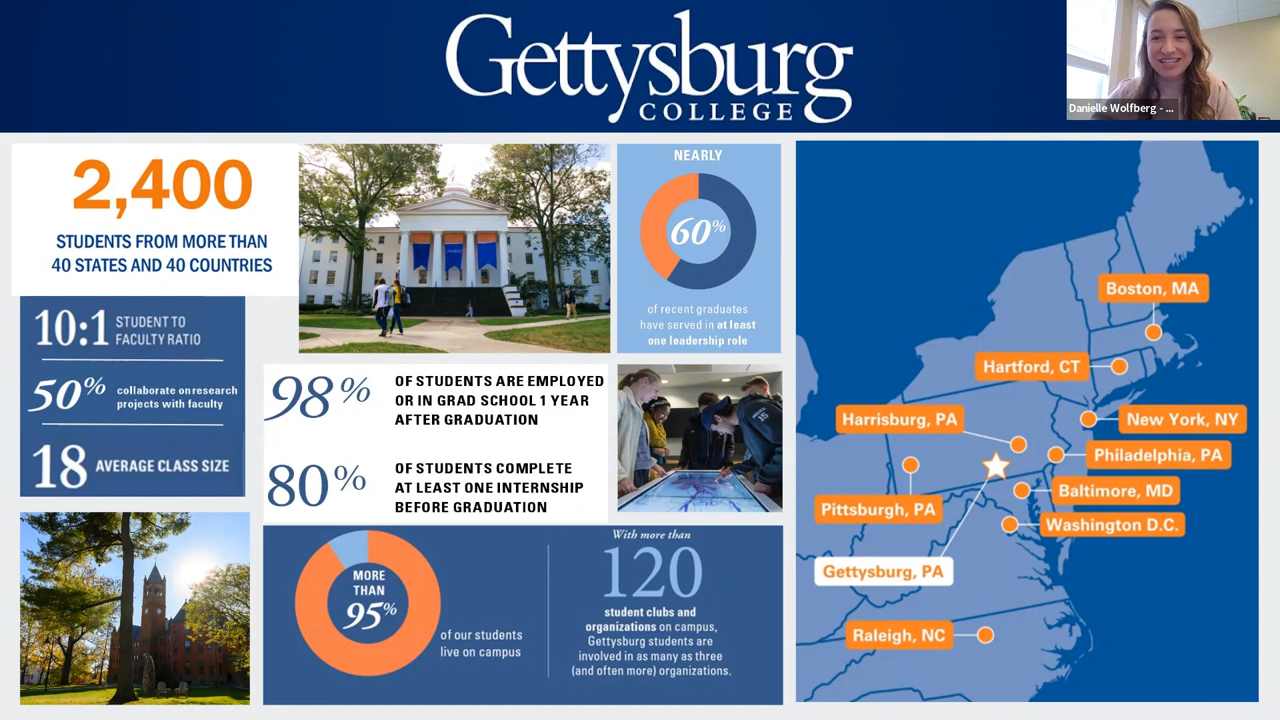 Gettysburg
COLLEGE
Danielle Wolfberg - ...
2,400
STUDENTS FROM MORE THAN
40 STATES AND 40 COUNTRIES
10:1 STUDENT TO
FACULTY RATIO
50% collaborate on research
projects with faculty
18 AVERAGE CLASS SIZE
NEARLY
60%
of recent graduates
have served in at least
one leadership role
98% OF STUDENTS ARE EMPLOYED
OR IN GRAD SCHOOL 1 YEAR
AFTER GRADUATION
80% OF STUDENTS COMPLETE
AT LEAST ONE INTERNSHIP
BEFORE GRADUATION
MORE
THAN
95%
of our students
live on campus
With more than
120
student clubs and
organizations on campus,
Gettysburg students are
involved in as many as three
(and often more) organizations.
Boston, MA
Hartford, CT
Harrisburg, PA
New York, NY
Philadelphia, PA
Pittsburgh, PA
Baltimore, MD
Washington D.C.
Gettysburg, PA
Raleigh, NC